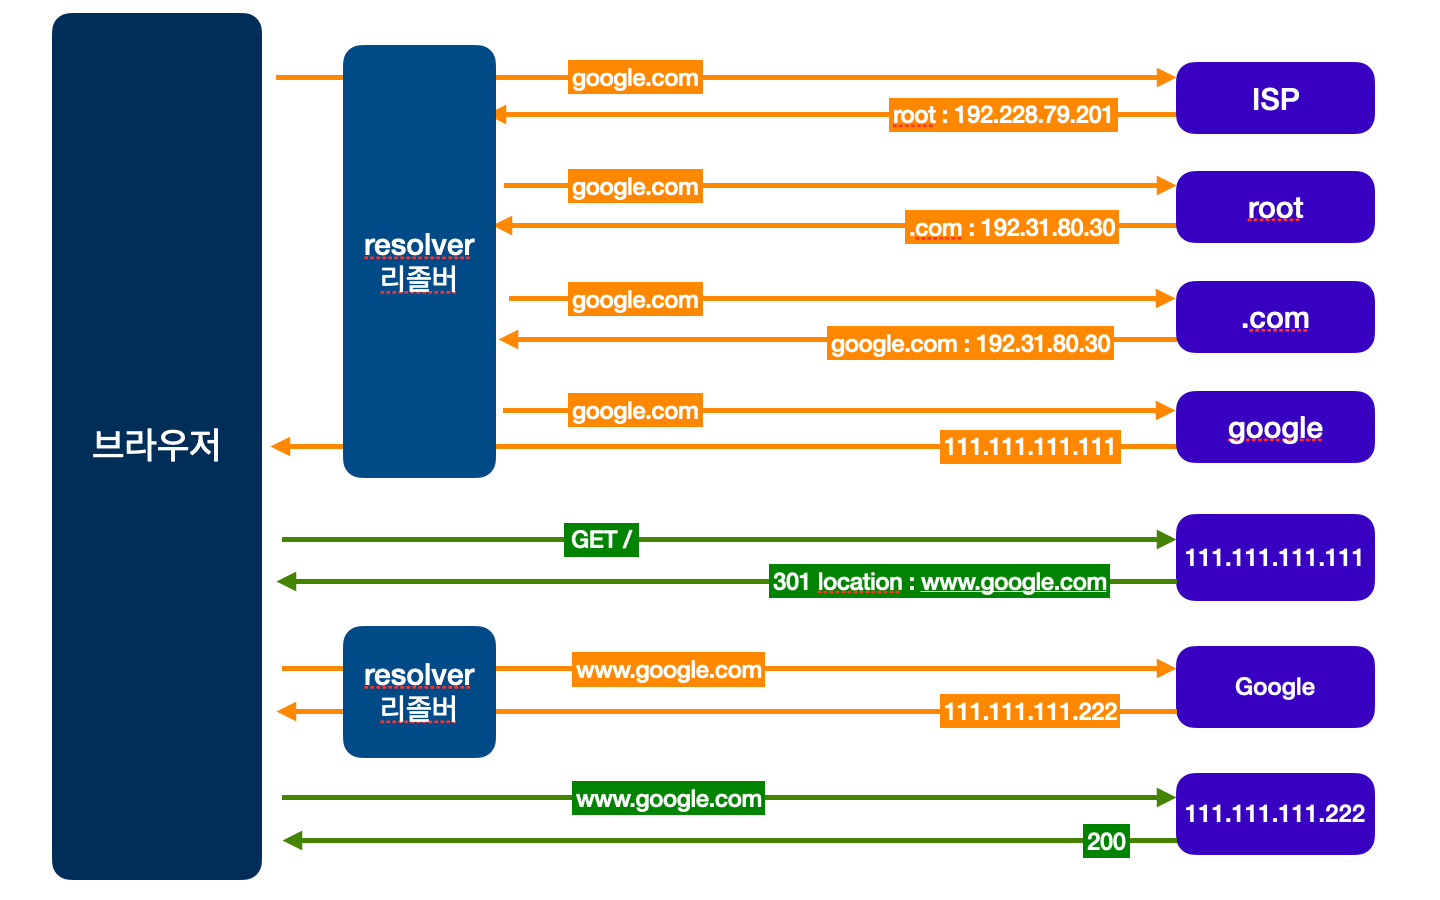 브라우저
resolver
리졸버
google.com
ISP
root : 192.228.79.201
google.com
root
.com : 192.31.80.30
google.com
.com
google.com : 192.31.80.30
google.com
google
111.111.111.111
GET /
111.111.111.111
301 location : www.google.com
resolver
리졸버
www.google.com
Google
111.111.111.222
www.google.com
111.111.111.222
200